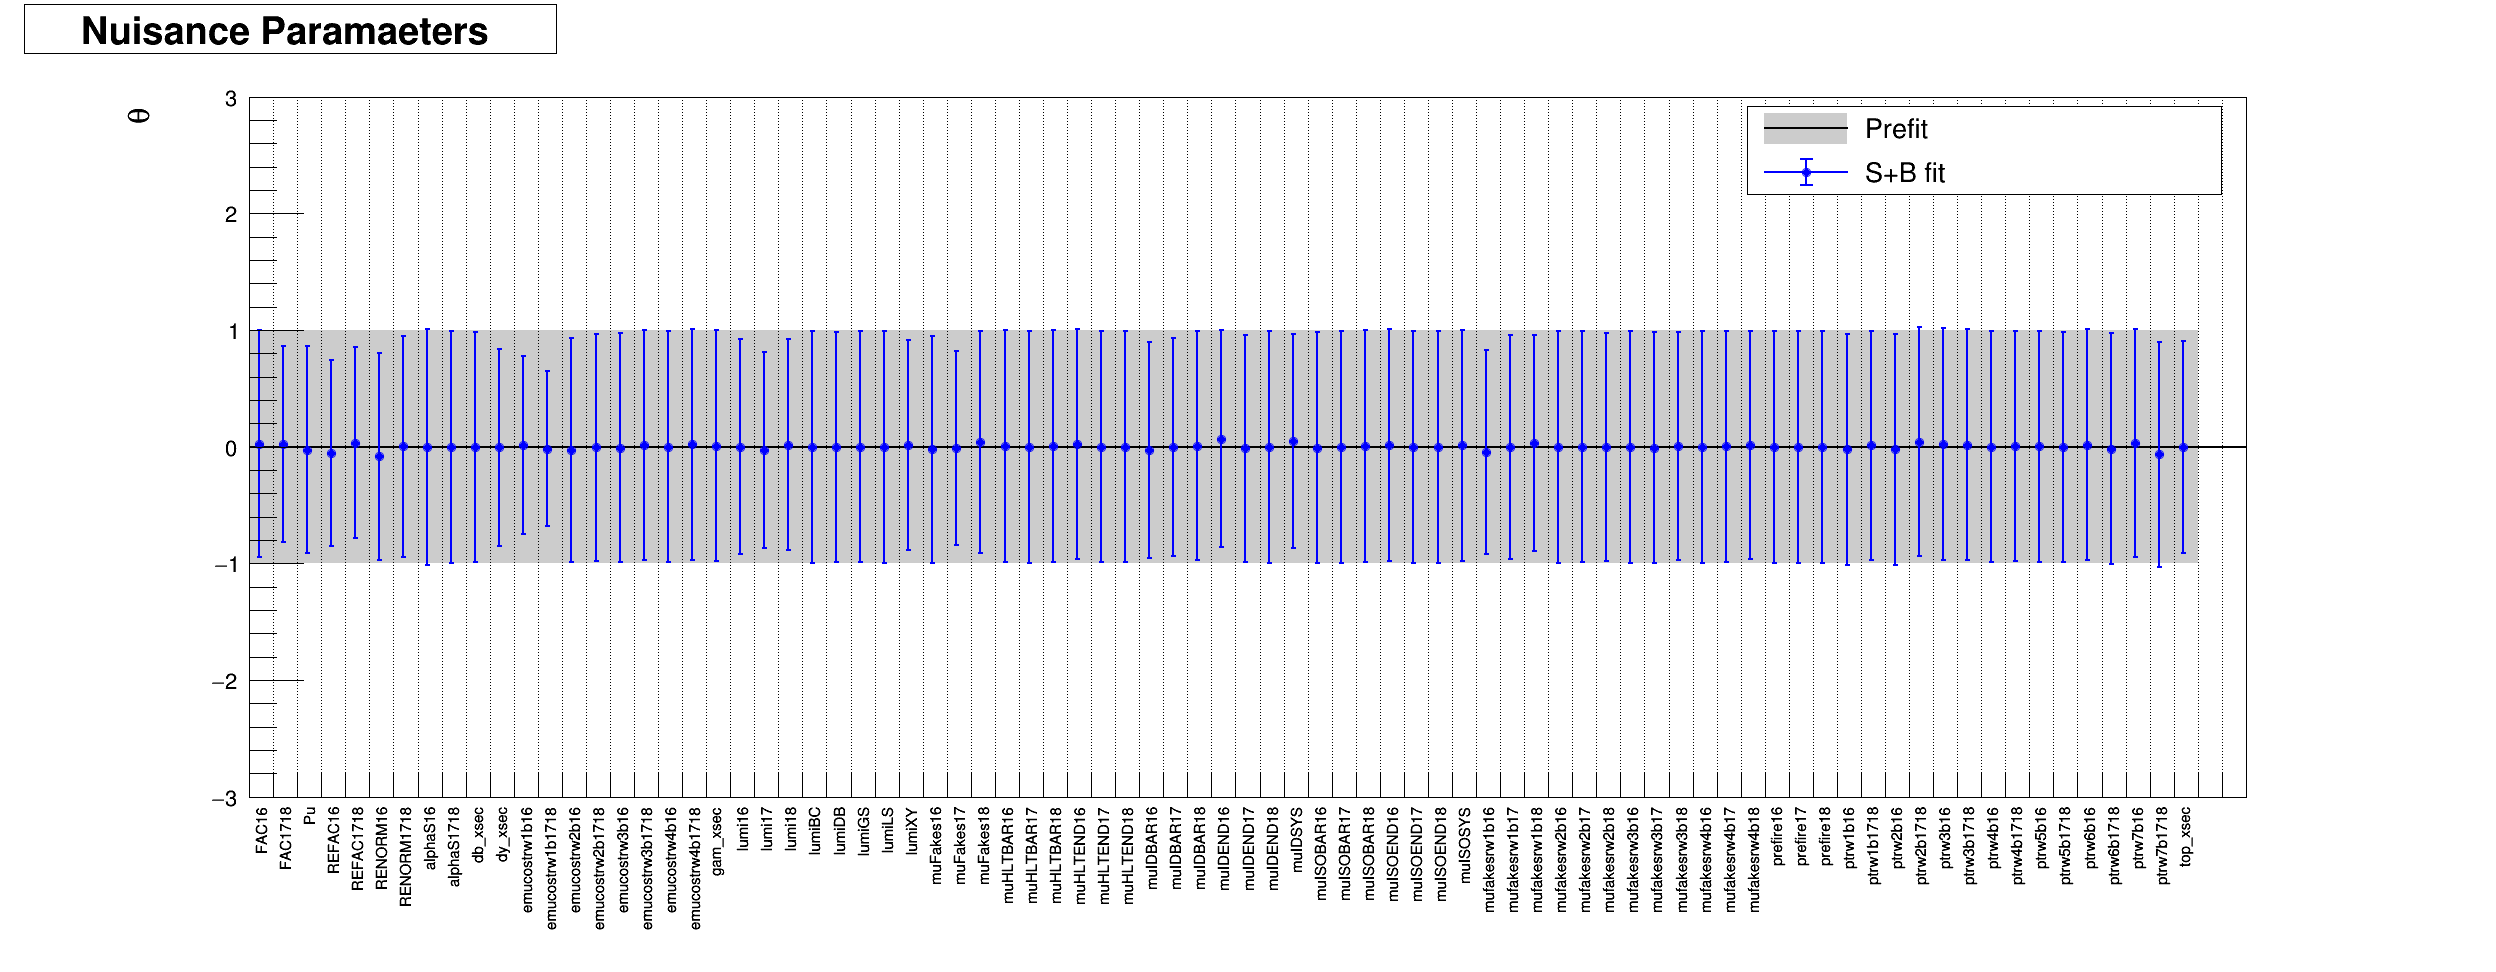 Nuisance Paramaeters
θ
Prefit
S+B fit
3
2
1
0
−1
−2
−3
FAC16
FAC1718
Pu
REFAC16
REFAC1718
RENORM16
RENORM1718
alphaS16
alphaS1718
db_xsec
dy_xsec
emucostrw1b16
emucostrw1b1718
emucostrw2b16
emucostrw2b1718
emucostrw3b16
emucostrw3b1718
emucostrw4b16
emucostrw4b1718
gam_xsec
lumi16
lumi17
lumi18
lumiBC
lumiDB
lumiGS
lumiLS
lumiXY
muFakes16
muFakes17
muFakes18
muHLTBAR16
muHLTBAR17
muHLTBAR18
muHLTEND16
muHLTEND17
muHLTEND18
muIDBAR16
muIDBAR17
muIDBAR18
muIDEND16
muIDEND17
muIDEND18
muIDSYS
muISOBAR16
muISOBAR17
muISOBAR18
muISOEND16
muISOEND17
muISOEND18
muISOSYS
mufakesrw1b16
mufakesrw1b17
mufakesrw1b18
mufakesrw2b16
mufakesrw2b17
mufakesrw2b18
mufakesrw3b16
mufakesrw3b17
mufakesrw3b18
mufakesrw4b16
mufakesrw4b17
mufakesrw4b18
prefire16
prefire17
prefire18
ptrw1b16
ptrw1b1718
ptrw2b16
ptrw2b1718
ptrw3b16
ptrw3b1718
ptrw4b16
ptrw4b1718
ptrw5b16
ptrw5b1718
ptrw6b16
ptrw6b1718
ptrw7b16
ptrw7b1718
top_xsec